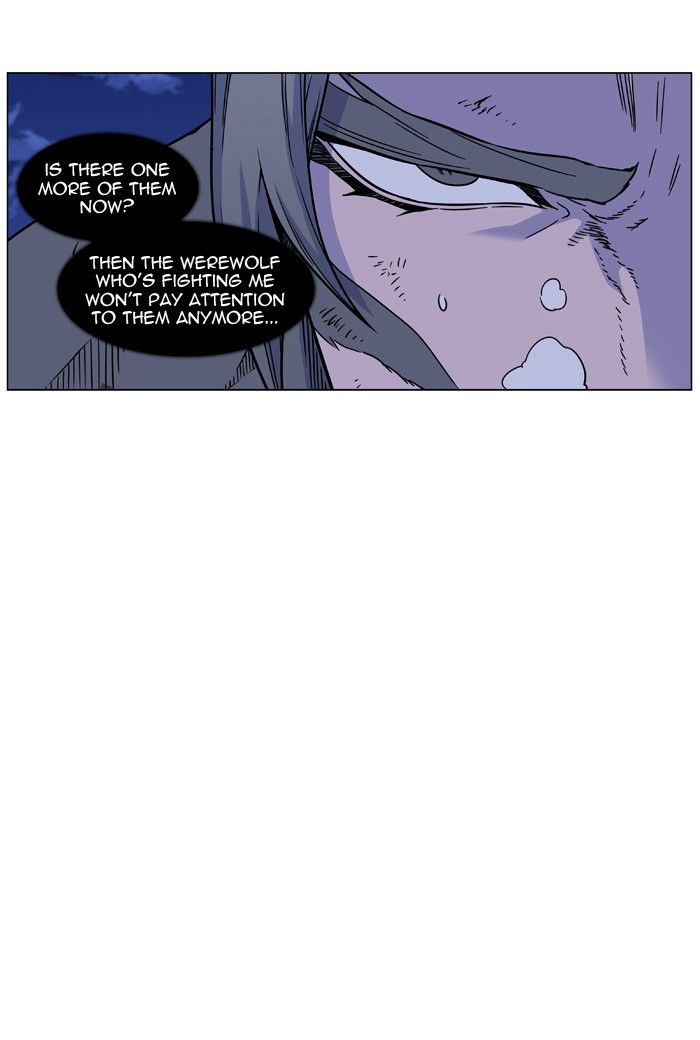 IS THERE ONE
MORE OF THEM
NOW?
THEN THE WEREWOLF
WHO'S FIGHTING ME
WON'T PAY ATTENTION
TO THEM ANYMORE...